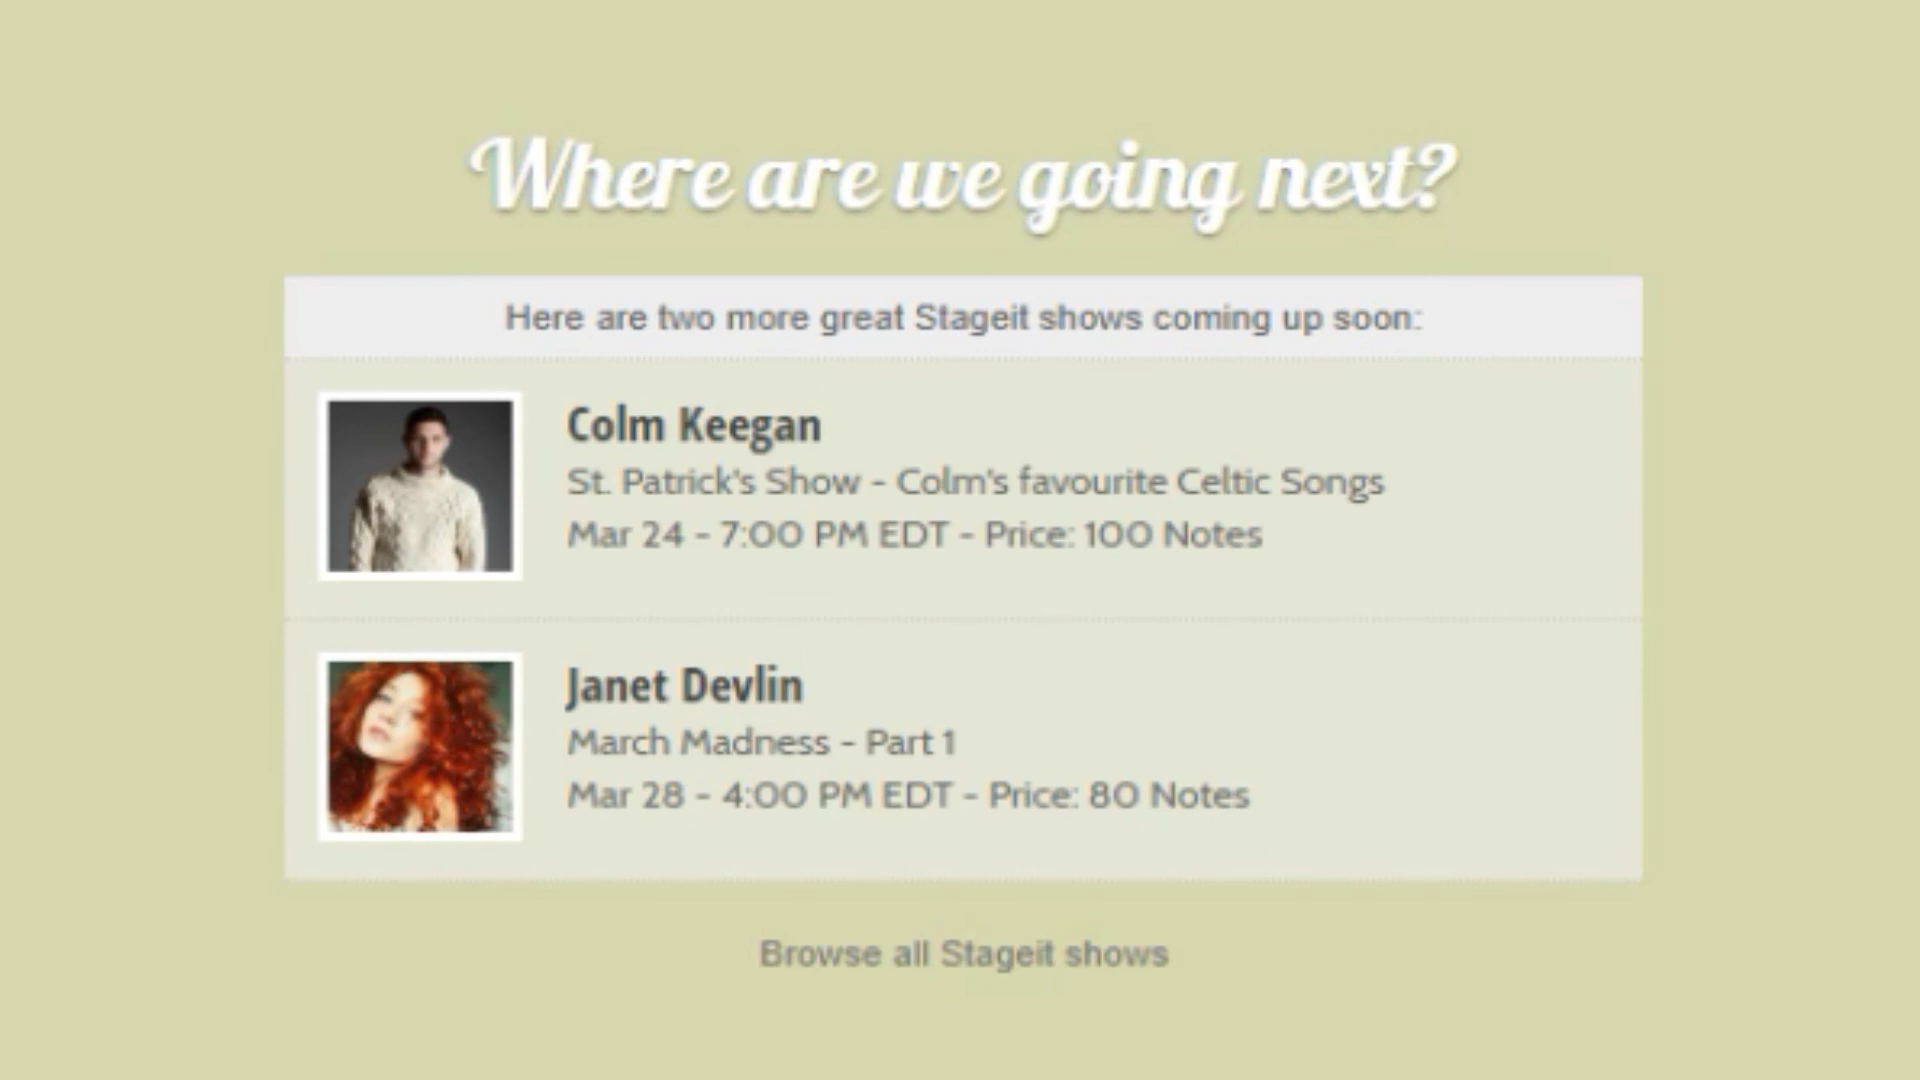 Where are we going next?
Here are two more great Stageit shows coming up soon:
Colm Keegan
St. Patrick's Show - Colm's favourite Celtic Songs
Mar 24 - 7:00 PM EDT - Price: 100 Notes
Janet Devlin
March Madness - Part 1
Mar 28 - 4:00 PM EDT - Price: 80 Notes
Browse all Stageit shows